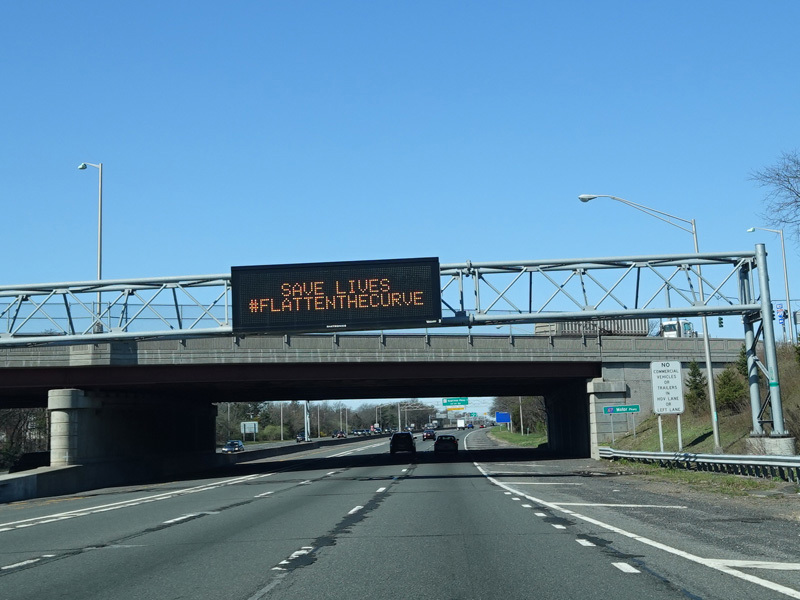 SAVE LIVES
#FLATTENTHECURVE
NO
COMMERCIAL
VEHICLES
OR
TRAILERS
IN
HOV LANE
OR
LEFT LANE